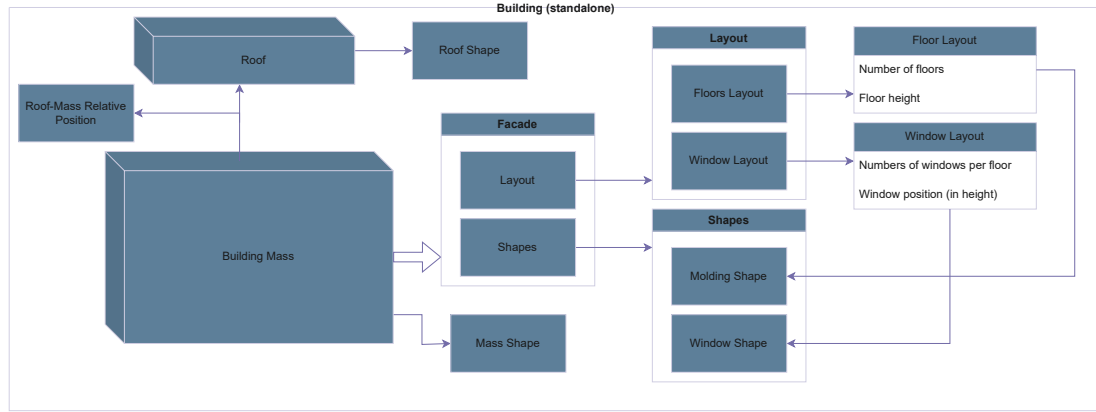 Building (standalone)
Roof
Roof Shape
Roof-Mass Relative
Position
Building Mass
Mass Shape
Facade
Layout
Shapes
Layout
Floors Layout
Window Layout
Shapes
Molding Shape
Window Shape
Floor Layout
Number of floors
Floor height
Window Layout
Numbers of windows per floor
Window position (in height)